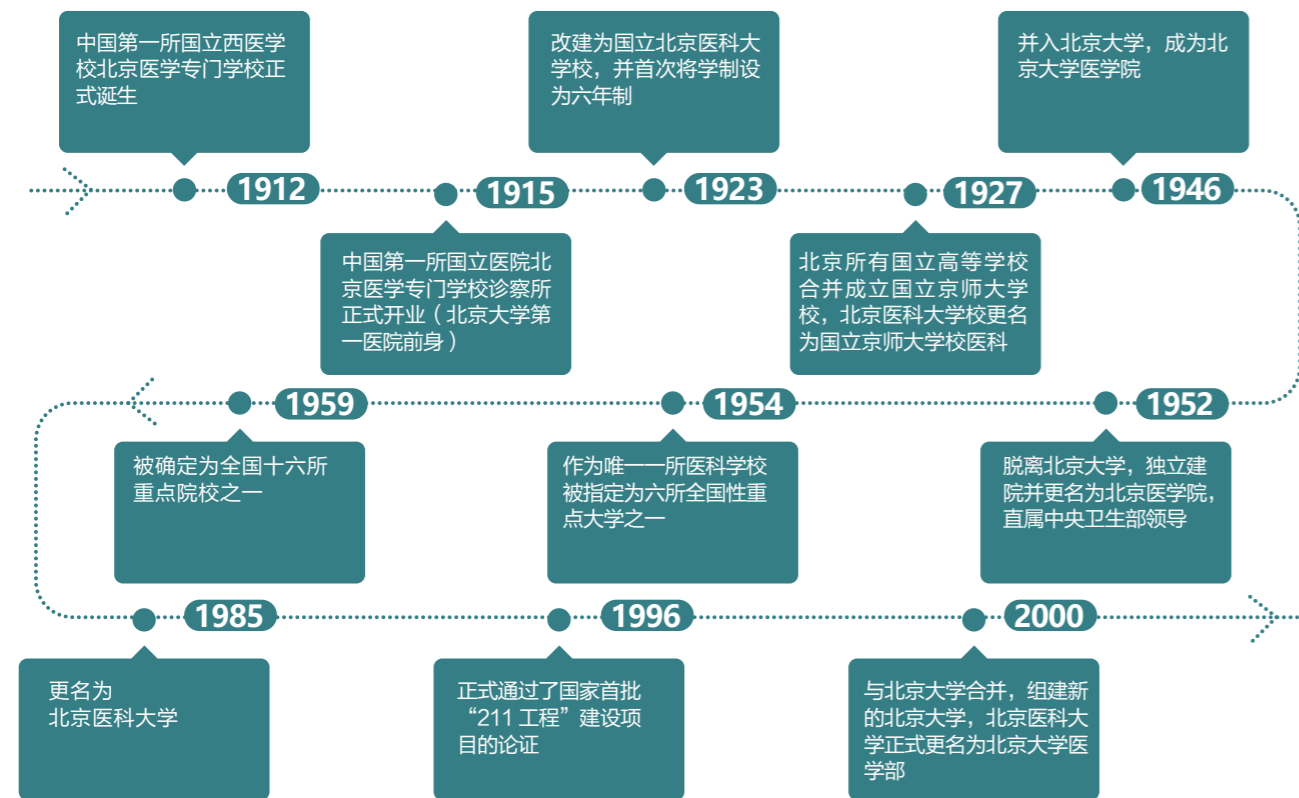 中国第一所国立西医学
校北京医学专门学校正
式诞生
1912
中国第一所国立医院北
京医学专门学校诊察所
正式开业（北京大学第
一医院前身）
1915
改建为国立北京医科大
学校，并首次将学制设
为六年制
1923
北京所有国立高等学校
合并成立国立京师大学
校，北京医科大学校更名
为国立京师大学校医科
1927
并入北京大学，成为北
京大学医学院
1946
1952
脱离北京大学，独立建
院并更名为北京医学院，
直属中央卫生部领导
1954
作为唯一一所医科学校
被指定为六所全国性重
点大学之一
1959
被确定为全国十六所
重点院校之一
1985
更名为
北京医科大学
1996
正式通过了国家首批
“211 工程”建设项
目的论证
2000
与北京大学合并，组建新
的北京大学，北京医科大
学正式更名为北京大学医
学部